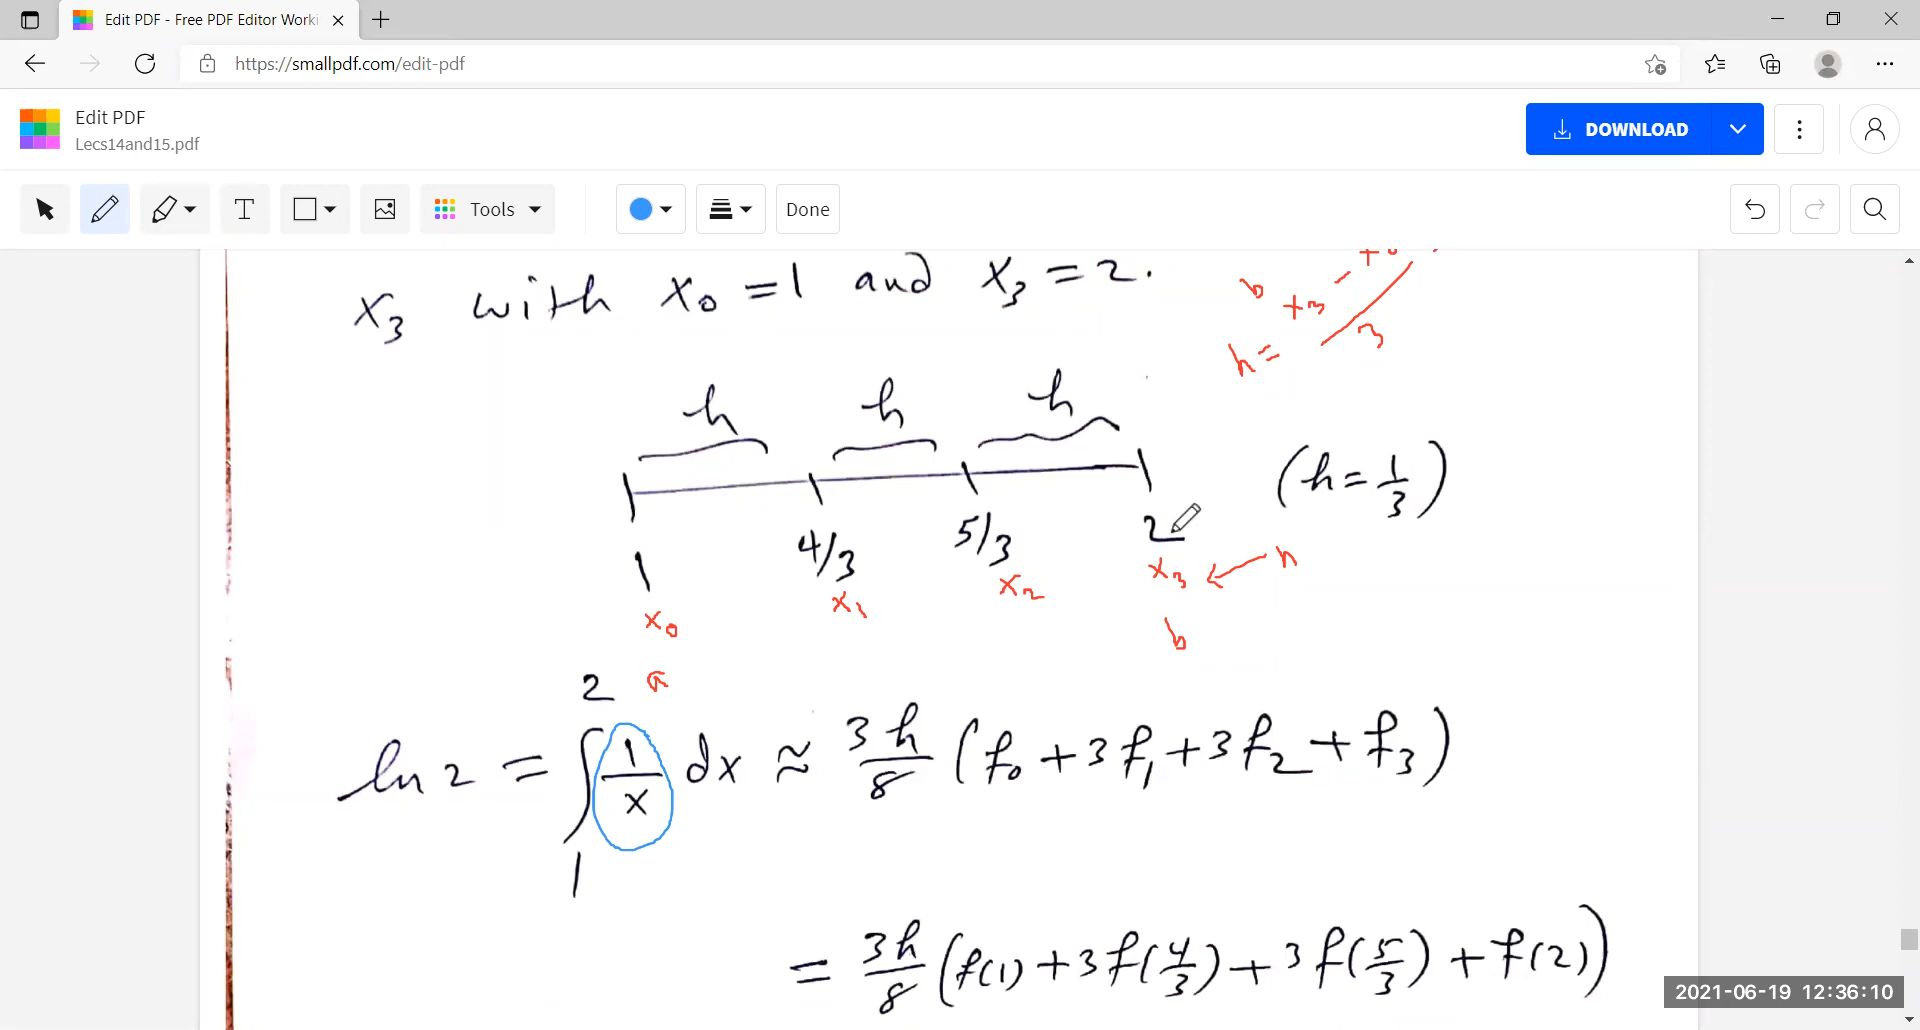 Edit PDF - Free PDF Editor Worki
https://smallpdf.com/edit-pdf
Edit PDF
Lecs14and15.pdf
DOWNLOAD
T
Tools
Done
x₃ with x₀ = 1 and x₃ = 2.
b
x₃ -
h =
3
h h h
(h = 1/3)
1 4/3 5/3 2
x₀ x₁ x₂ x₃ ← n
a b
ln 2 = ∫₁² 1/x dx ≈ 3h/8 (f₀ + 3f₁ + 3f₂ + f₃)
= 3h/8 (f(1) + 3f(4/3) + 3f(5/3) + f(2))
2021-06-19 12:36:10